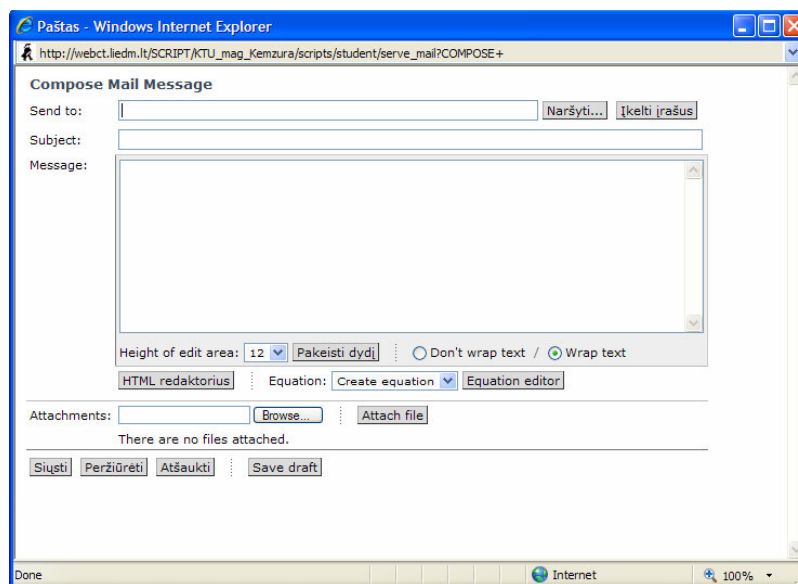 Paštas - Windows Internet Explorer
http://webct.liedm.lt/SCRIPT/KTU_mag_Kemzura/scripts/student/serve_mail?COMPOSE+
Compose Mail Message
Send to: Naršyti... Įkelti įrašus
Subject:
Message:
Height of edit area: 12 Pakeisti dydį Don't wrap text / Wrap text
HTML redaktorius Equation: Create equation Equation editor
Attachments: Browse... Attach file
There are no files attached.
Siųsti Peržiūrėti Atšaukti Save draft
Done Internet 100%